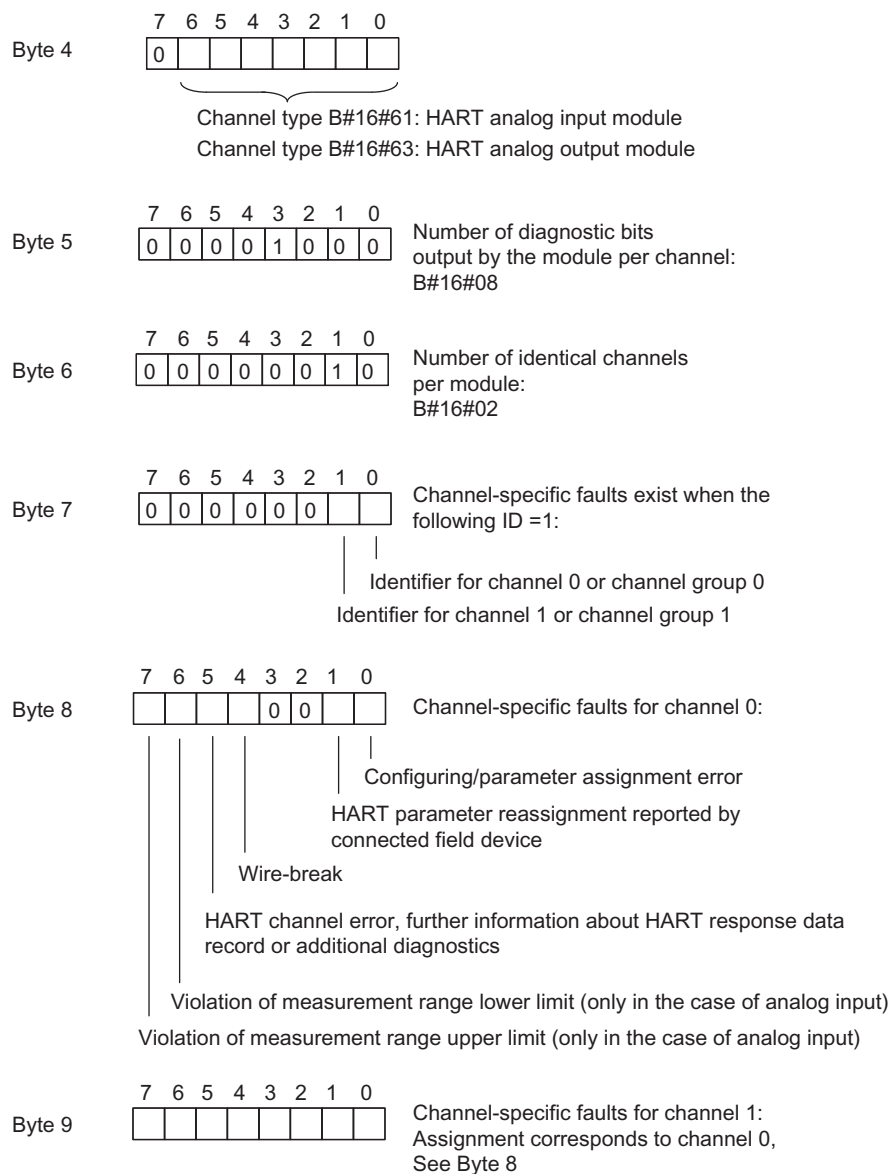 7 6 5 4 3 2 1 0
Byte 4
0
Channel type B#16#61: HART analog input module
Channel type B#16#63: HART analog output module
7 6 5 4 3 2 1 0
Byte 5
0 0 0 0 1 0 0 0
Number of diagnostic bits
output by the module per channel:
B#16#08
7 6 5 4 3 2 1 0
Byte 6
0 0 0 0 0 0 1 0
Number of identical channels
per module:
B#16#02
7 6 5 4 3 2 1 0
Byte 7
0 0 0 0 0 0
Channel-specific faults exist when the
following ID =1:
Identifier for channel 0 or channel group 0
Identifier for channel 1 or channel group 1
7 6 5 4 3 2 1 0
Byte 8
0 0
Channel-specific faults for channel 0:
Configuring/parameter assignment error
HART parameter reassignment reported by
connected field device
Wire-break
HART channel error, further information about HART response data
record or additional diagnostics
Violation of measurement range lower limit (only in the case of analog input)
Violation of measurement range upper limit (only in the case of analog input)
7 6 5 4 3 2 1 0
Byte 9
Channel-specific faults for channel 1:
Assignment corresponds to channel 0,
See Byte 8